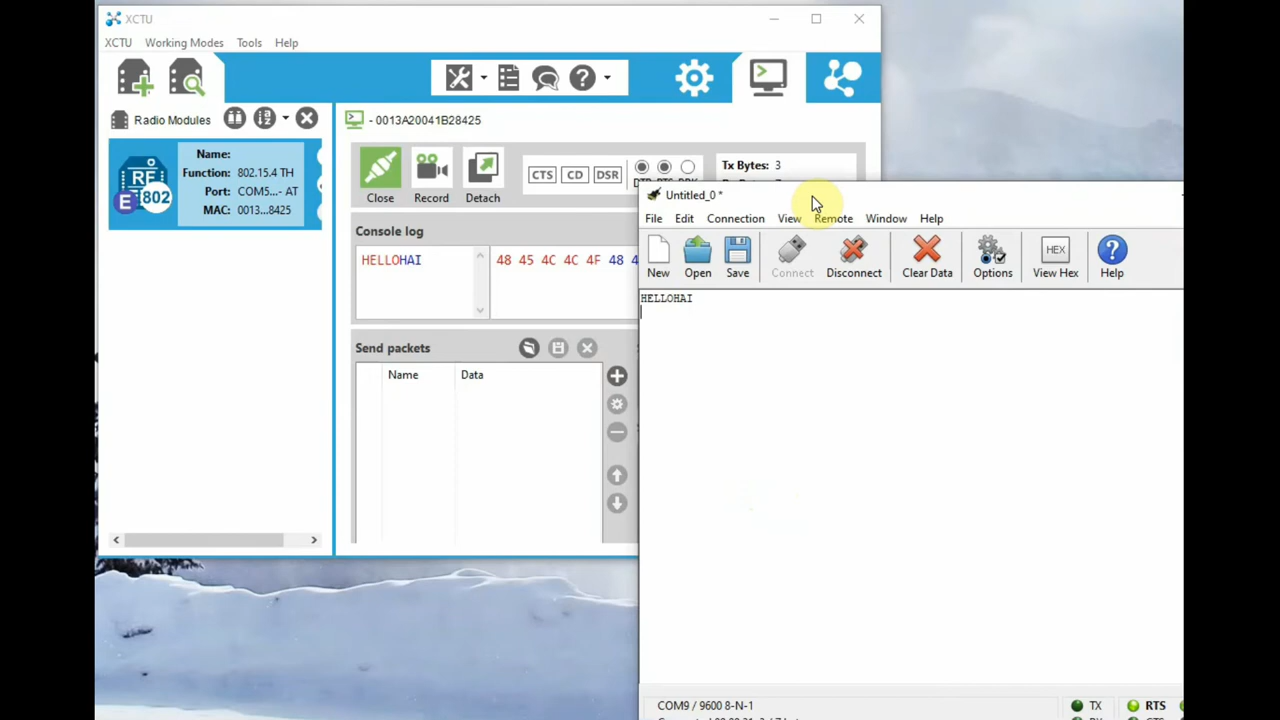 XCTU
XCTU Working Modes Tools Help
Radio Modules
- 0013A20041B28425
Name:
Function: 802.15.4 TH
Port: COM5...- AT
MAC: 0013...8425
RF
E 802
Close Record Detach
CTS CD DSR
Tx Bytes: 3
Console log
HELLOHAI
48 45 4C 4C 4F 48 4
Send packets
Name Data
Untitled_0 *
File Edit Connection View Remote Window Help
HEX
New Open Save Connect Disconnect Clear Data Options View Hex Help
HELLOHAI
COM9 / 9600 8-N-1
TX RTS